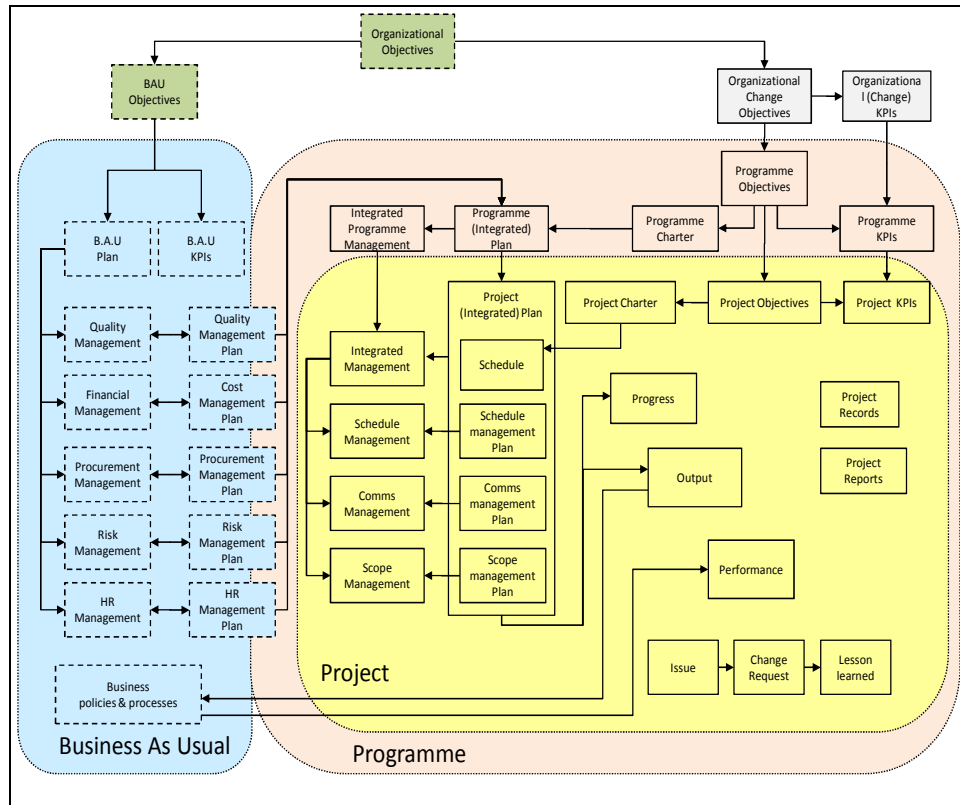 Organizational
Objectives
BAU
Objectives
Organizational
Change
Objectives
Organizationa
l (Change)
KPIs
Programme
Objectives
B.A.U
Plan
B.A.U
KPIs
Integrated
Programme
Management
Programme
(Integrated)
Plan
Programme
Charter
Programme
KPIs
Project
(Integrated) Plan
Project Charter
Project Objectives
Project KPIs
Quality
Management
Quality
Management
Plan
Integrated
Management
Schedule
Financial
Management
Cost
Management
Plan
Schedule
Management
Schedule
management
Plan
Progress
Project
Records
Procurement
Management
Procurement
Management
Plan
Comms
Management
Comms
management
Plan
Output
Project
Reports
Risk
Management
Risk
Management
Plan
Scope
Management
Scope
management
Plan
Performance
HR
Management
HR
Management
Plan
Project
Issue
Change
Request
Lesson
learned
Business
policies & processes
Business As Usual
Programme